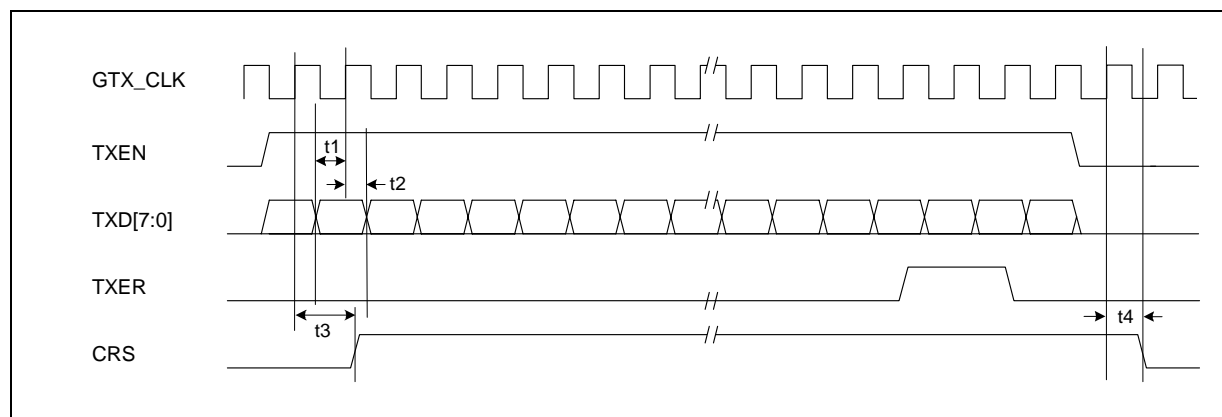 GTX_CLK
TXEN
t1
t2
TXD[7:0]
TXER
t3
t4
CRS